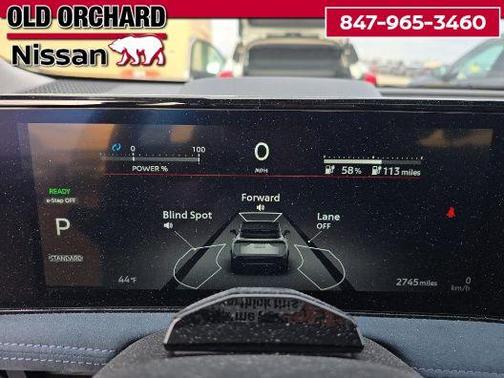 OLD ORCHARD
Nissan
847-965-3460
0 100
POWER %
0
MPH
58 % 113 miles
READY
e-Step OFF
P
STANDARD
Forward
Blind Spot
Lane
OFF
44°F
2745 miles
0
km/h